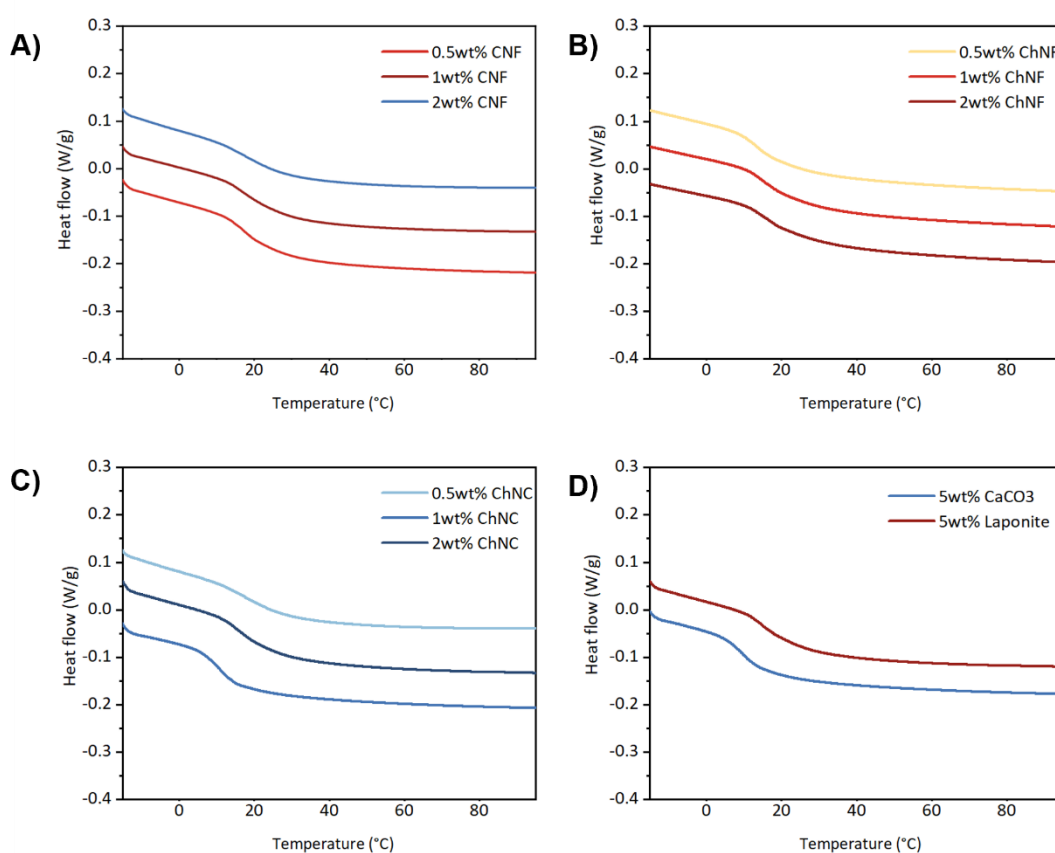 A)
0.3
0.2
0.1
0.0
-0.1
-0.2
-0.3
-0.4
Heat flow (W/g)
0.5wt% CNF
1wt% CNF
2wt% CNF
0 20 40 60 80
Temperature (°C)
B)
0.3
0.2
0.1
0.0
-0.1
-0.2
-0.3
-0.4
Heat flow (W/g)
0.5wt% ChNF
1wt% ChNF
2wt% ChNF
0 20 40 60 80
Temperature (°C)
C)
0.3
0.2
0.1
0.0
-0.1
-0.2
-0.3
-0.4
Heat flow (W/g)
0.5wt% ChNC
1wt% ChNC
2wt% ChNC
0 20 40 60 80
Temperature (°C)
D)
0.3
0.2
0.1
0.0
-0.1
-0.2
-0.3
-0.4
Heat flow (W/g)
5wt% CaCO3
5wt% Laponite
0 20 40 60 80
Temperature (°C)